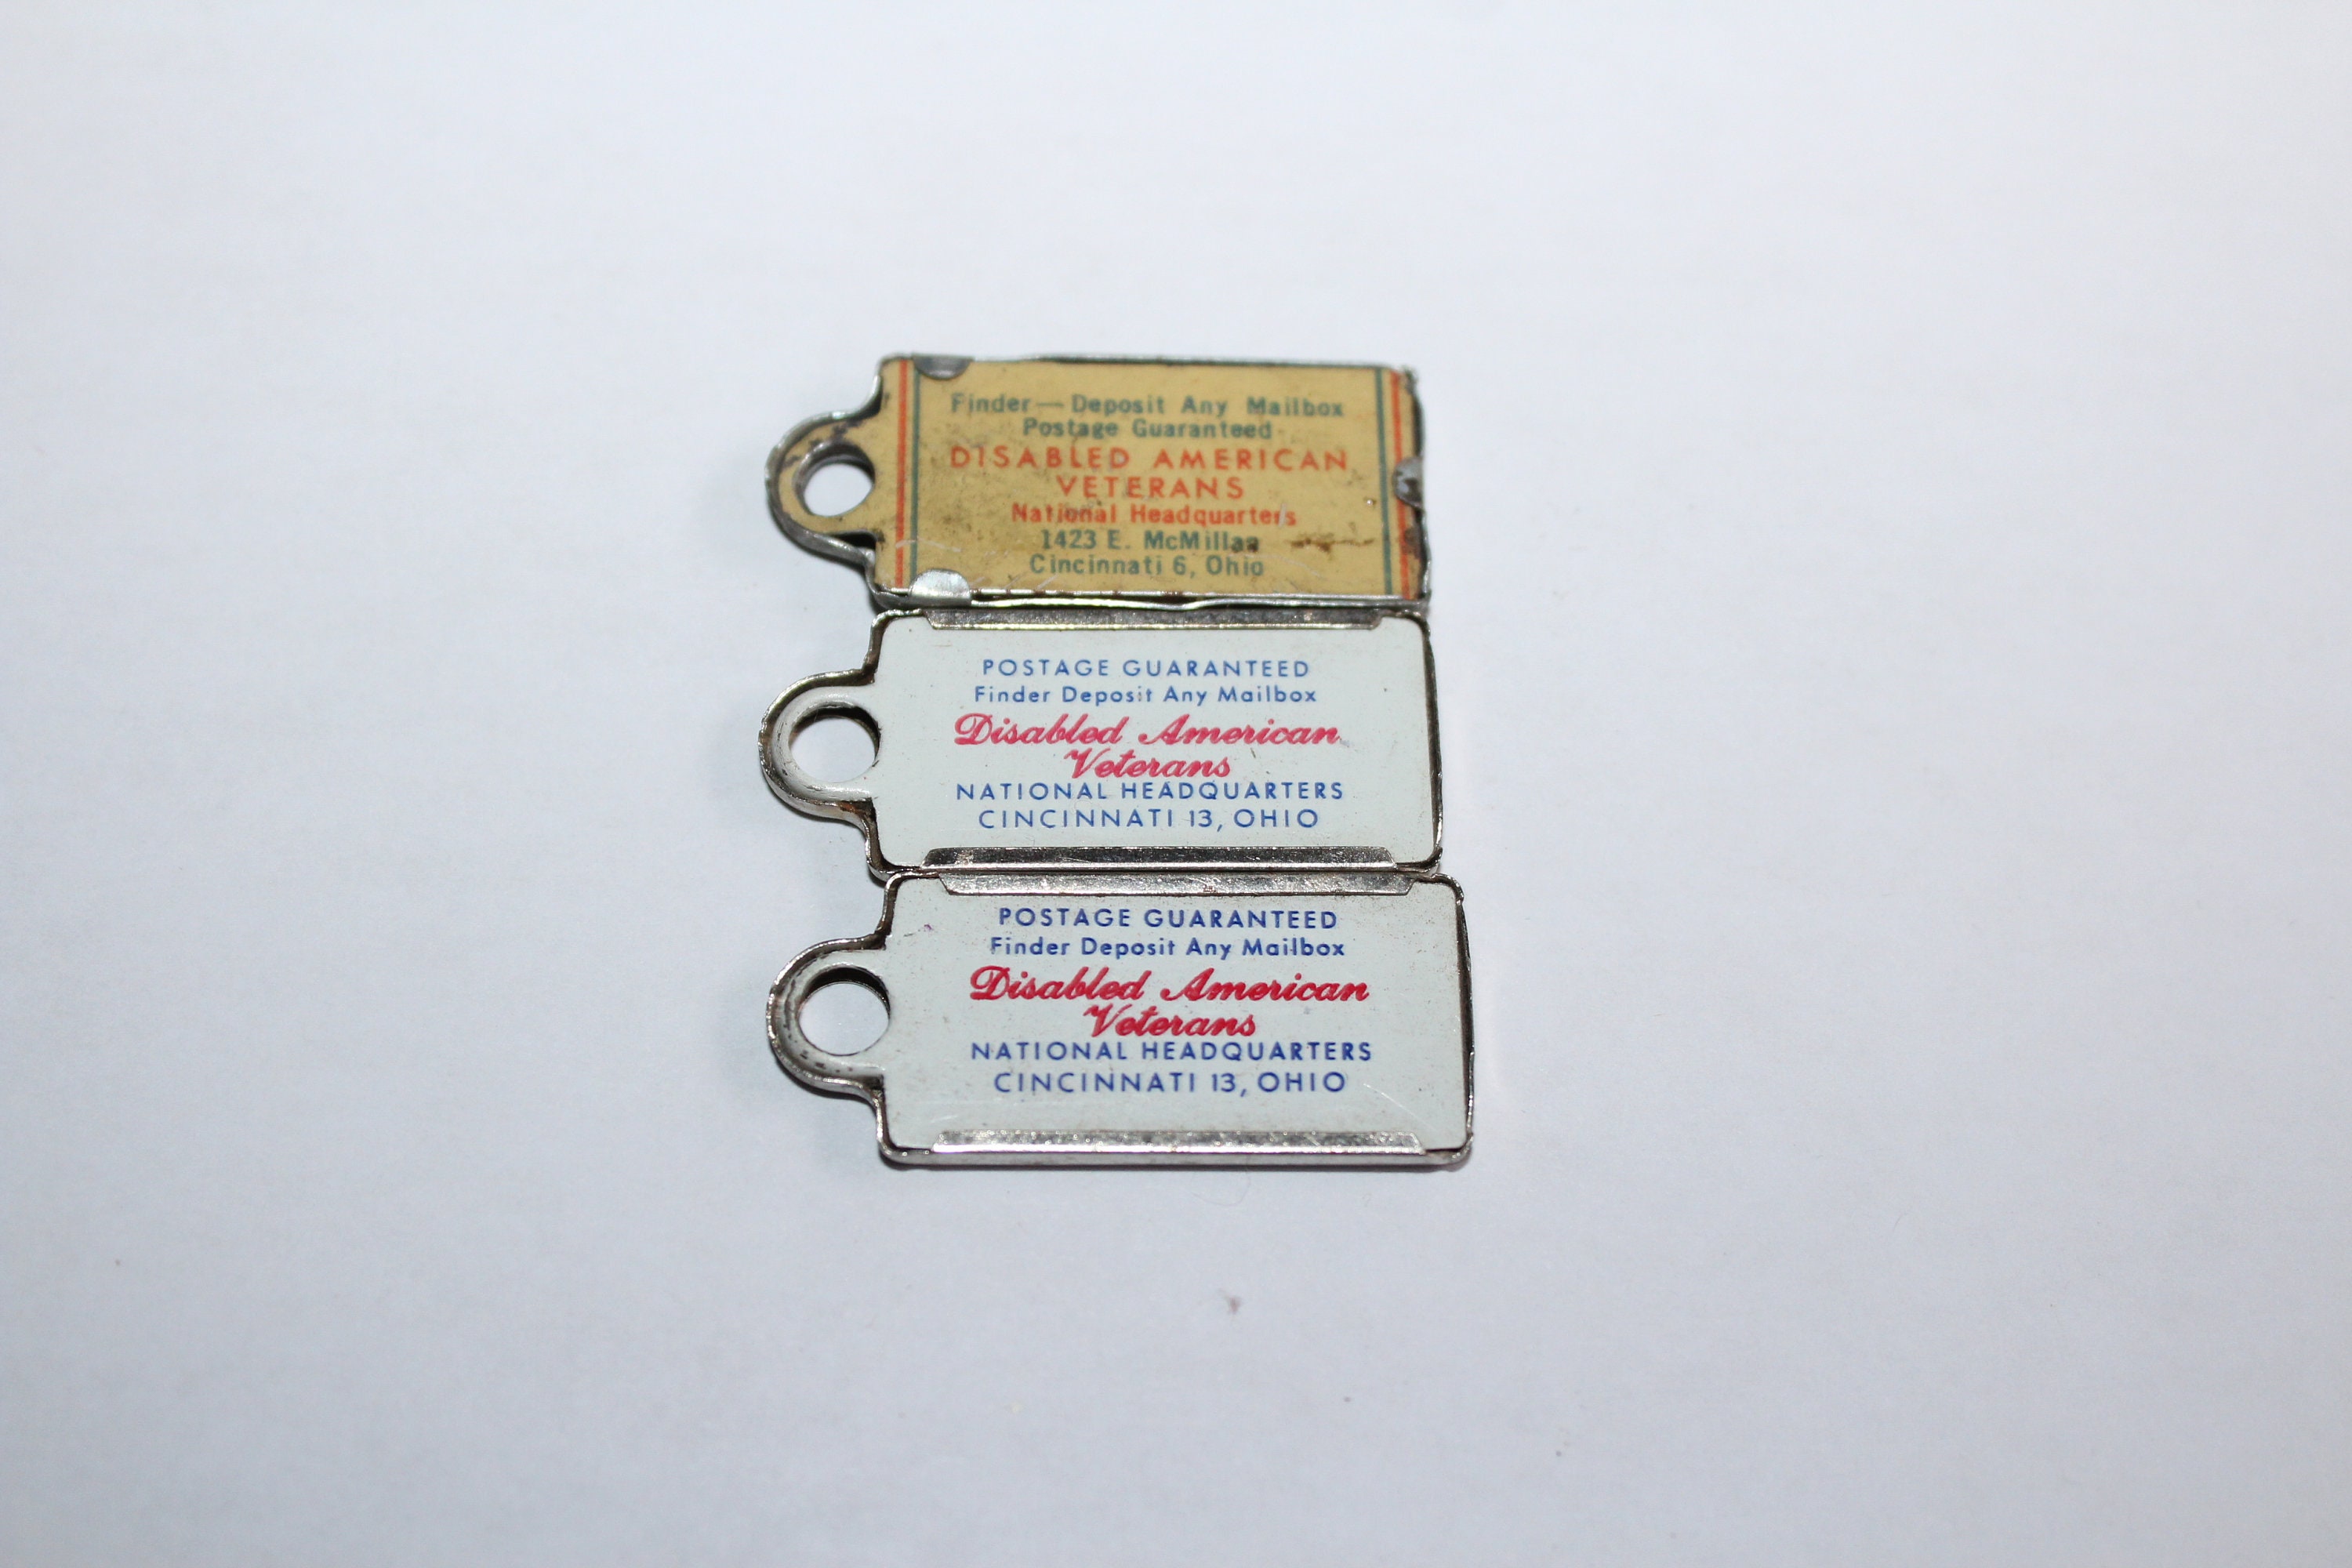 Finder — Deposit Any Mailbox
Postage Guaranteed
DISABLED AMERICAN
VETERANS
National Headquarters
1423 E. McMillan
Cincinnati 6, Ohio
POSTAGE GUARANTEED
Finder Deposit Any Mailbox
Disabled American
Veterans
NATIONAL HEADQUARTERS
CINCINNATI 13, OHIO
POSTAGE GUARANTEED
Finder Deposit Any Mailbox
Disabled American
Veterans
NATIONAL HEADQUARTERS
CINCINNATI 13, OHIO